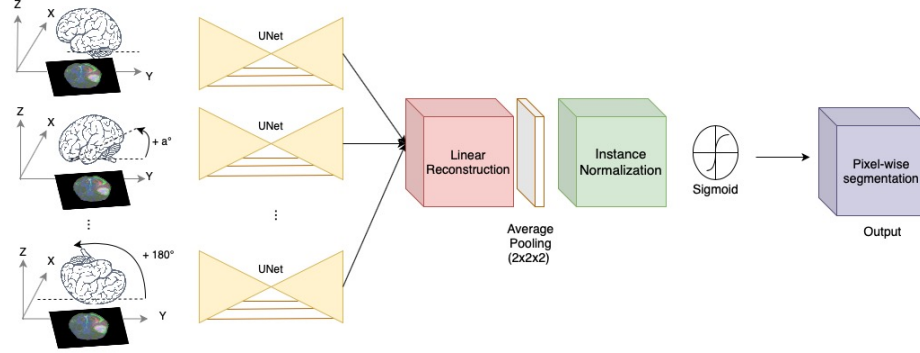 Z
X
Y
UNet
Z
X
Y
+ a°
UNet
...
...
Z
X
Y
+ 180°
UNet
Linear
Reconstruction
Average
Pooling
(2x2x2)
Instance
Normalization
Sigmoid
Pixel-wise
segmentation
Output